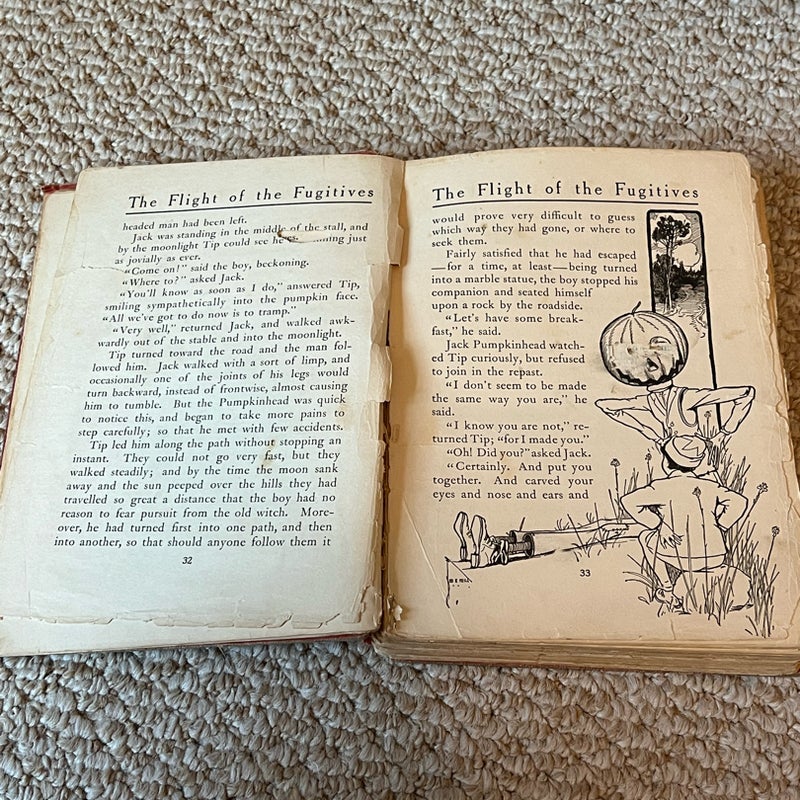 The Flight of the Fugitives
headed man had been left.
Jack was standing in the middle of the stall, and
by the moonlight Tip could see he just
as jovially as ever.
"Come on!" said the boy, beckoning.
"Where to?" asked Jack.
"You'll know as soon as I do," answered Tip,
smiling sympathetically into the pumpkin face.
"All we've got to do now is to tramp."
"Very well," returned Jack, and walked awk-
wardly out of the stable and into the moonlight.
Tip turned toward the road and the man fol-
lowed him. Jack walked with a sort of limp, and
occasionally one of the joints of his legs would
turn backward, instead of frontwise, almost causing
him to tumble. But the Pumpkinhead was quick
to notice this, and began to take more pains to
step carefully; so that he met with few accidents.
Tip led him along the path without stopping an
instant. They could not go very fast, but they
walked steadily; and by the time the moon sank
away and the sun peeped over the hills they had
travelled so great a distance that the boy had no
reason to fear pursuit from the old witch. More-
over, he had turned first into one path, and then
into another, so that should anyone follow them it
32
The Flight of the Fugitives
would prove very difficult to guess
which way they had gone, or where to
seek them.
Fairly satisfied that he had escaped
—for a time, at least—being turned
into a marble statue, the boy stopped his
companion and seated himself
upon a rock by the roadside.
"Let's have some break-
fast," he said.
Jack Pumpkinhead watch-
ed Tip curiously, but refused
to join in the repast.
"I don't seem to be made
the same way you are," he
said.
"I know you are not," re-
turned Tip; "for I made you."
"Oh! Did you?" asked Jack.
"Certainly. And put you
together. And carved your
eyes and nose and ears and
33